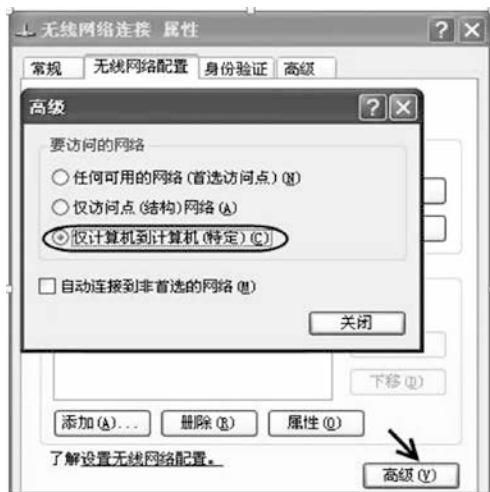 无线网络连接 属性
常规 无线网络配置 身份验证 高级
高级
要访问的网络
任何可用的网络(首选访问点)(N)
仅访问点(结构)网络(A)
仅计算机到计算机(特定)(C)
自动连接到非首选的网络(N)
关闭
下移(D)
添加(A)... 删除(R) 属性(O)
了解设置无线网络配置。
高级(V)